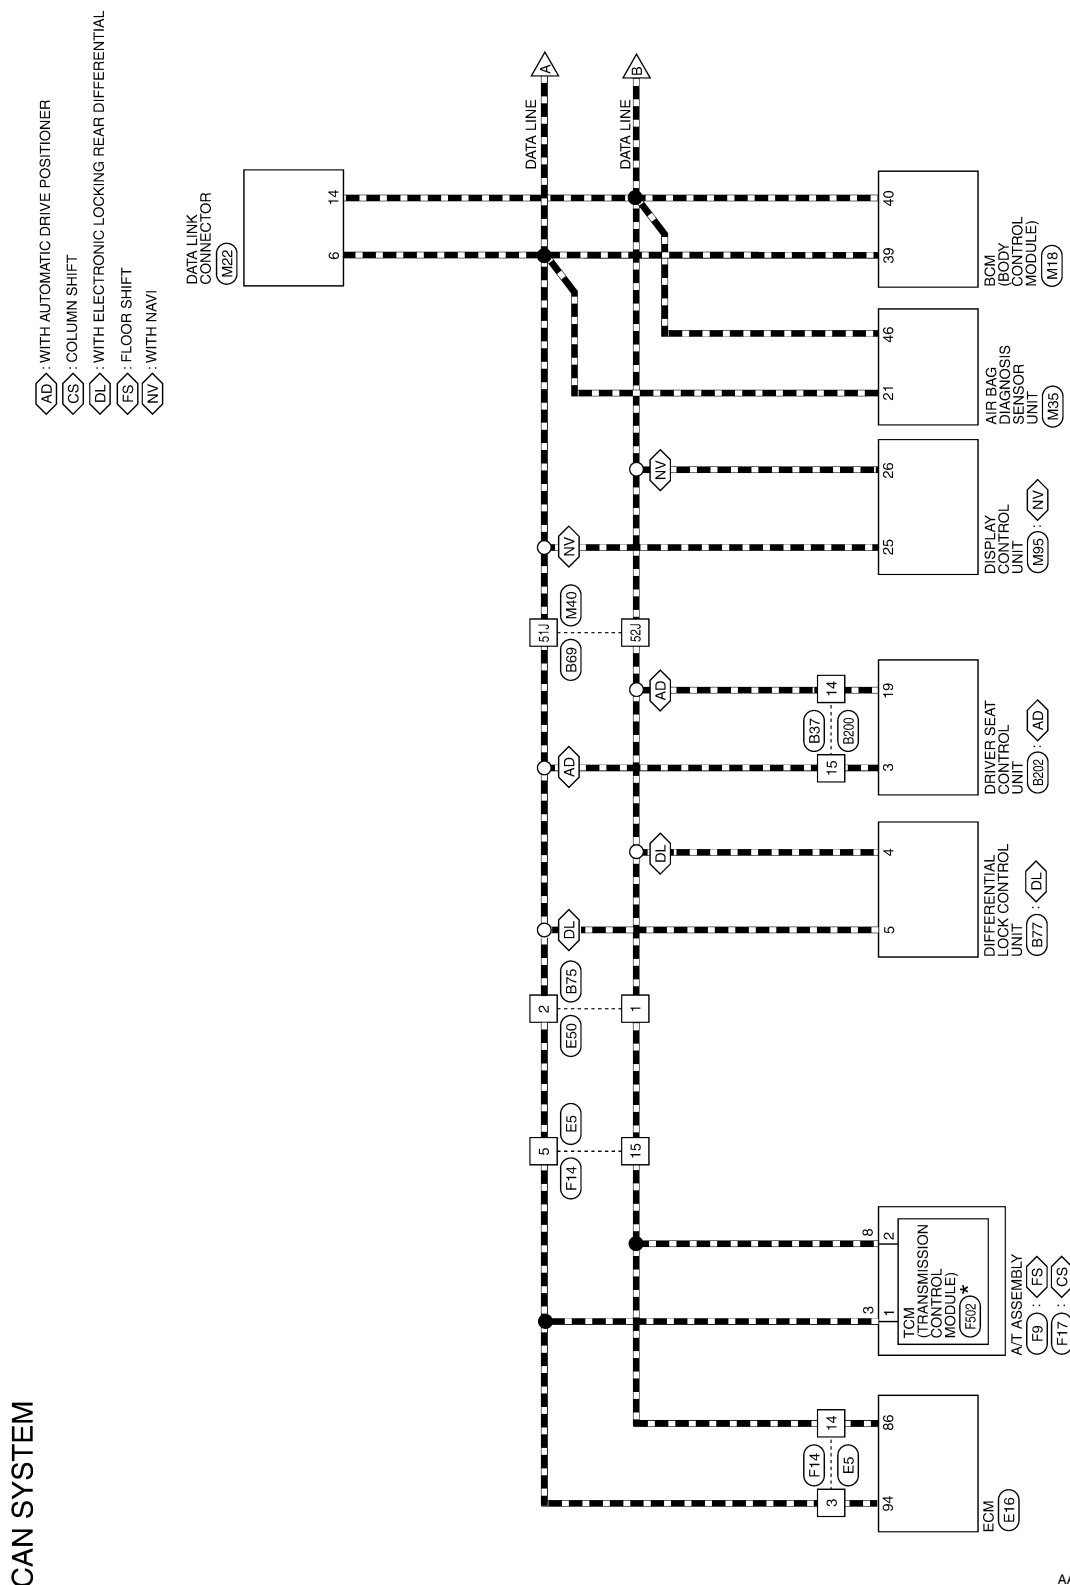 CAN SYSTEM
AD : WITH AUTOMATIC DRIVE POSITIONER
CS : COLUMN SHIFT
DL : WITH ELECTRONIC LOCKING REAR DIFFERENTIAL
FS : FLOOR SHIFT
NV : WITH NAVI
DATA LINK
CONNECTOR
M22
6
14
DATA LINE
A
DATA LINE
B
5
F14
E5
15
2
E50
B75
1
DL
DL
AD
AD
51J
B69
M40
52J
NV
NV
3
F14
E5
14
94
86
ECM
E16
3
8
1
2
TCM
(TRANSMISSION
CONTROL
MODULE)
F502 *
A/T ASSEMBLY
F9 : FS
F17 : CS
5
4
DIFFERENTIAL
LOCK CONTROL
UNIT
B77 : DL
15
B37
B200
14
3
19
DRIVER SEAT
CONTROL
UNIT
B202 : AD
25
26
DISPLAY
CONTROL
UNIT
M95 : NV
21
46
AIR BAG
DIAGNOSIS
SENSOR
UNIT
M35
39
40
BCM
(BODY
CONTROL
MODULE)
M18